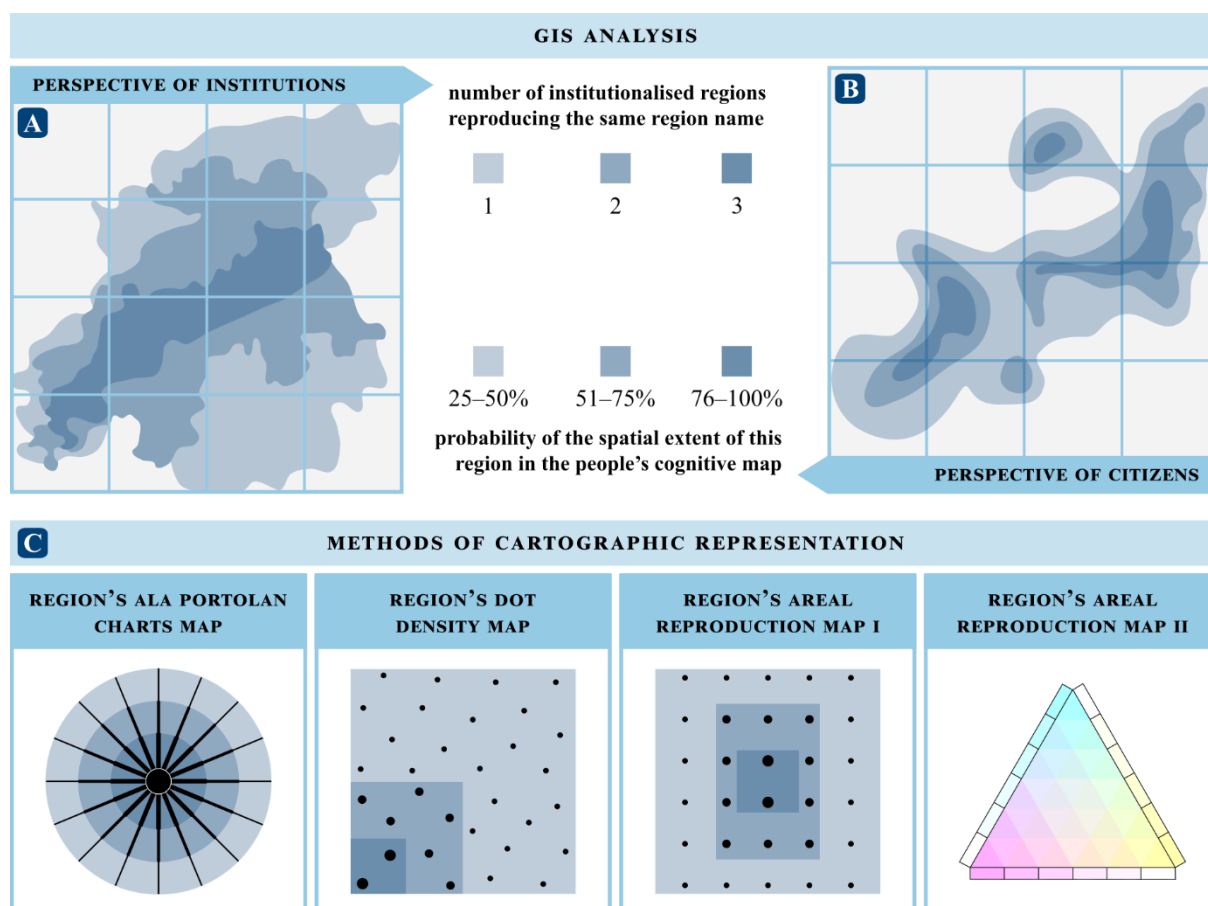 GIS ANALYSIS
PERSPECTIVE OF INSTITUTIONS
A
number of institutionalised regions
reproducing the same region name
1 2 3
25–50% 51–75% 76–100%
probability of the spatial extent of this
region in the people's cognitive map
B
PERSPECTIVE OF CITIZENS
C
METHODS OF CARTOGRAPHIC REPRESENTATION
REGION'S ALA PORTOLAN
CHARTS MAP
REGION'S DOT
DENSITY MAP
REGION'S AREAL
REPRODUCTION MAP I
REGION'S AREAL
REPRODUCTION MAP II